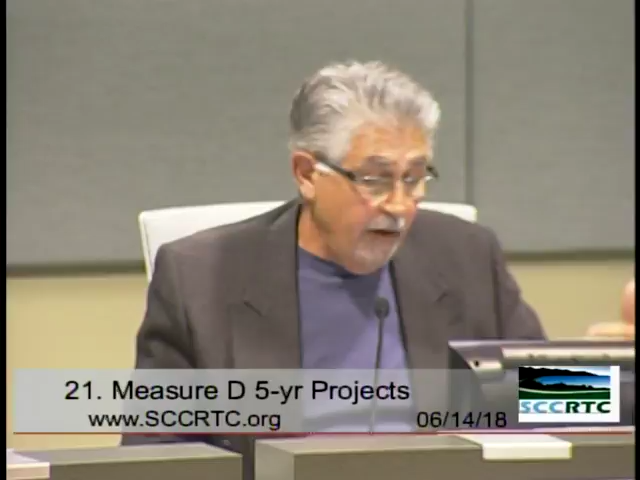 21. Measure D 5-yr Projects
www.SCCRTC.org
06/14/18
SCCRTC